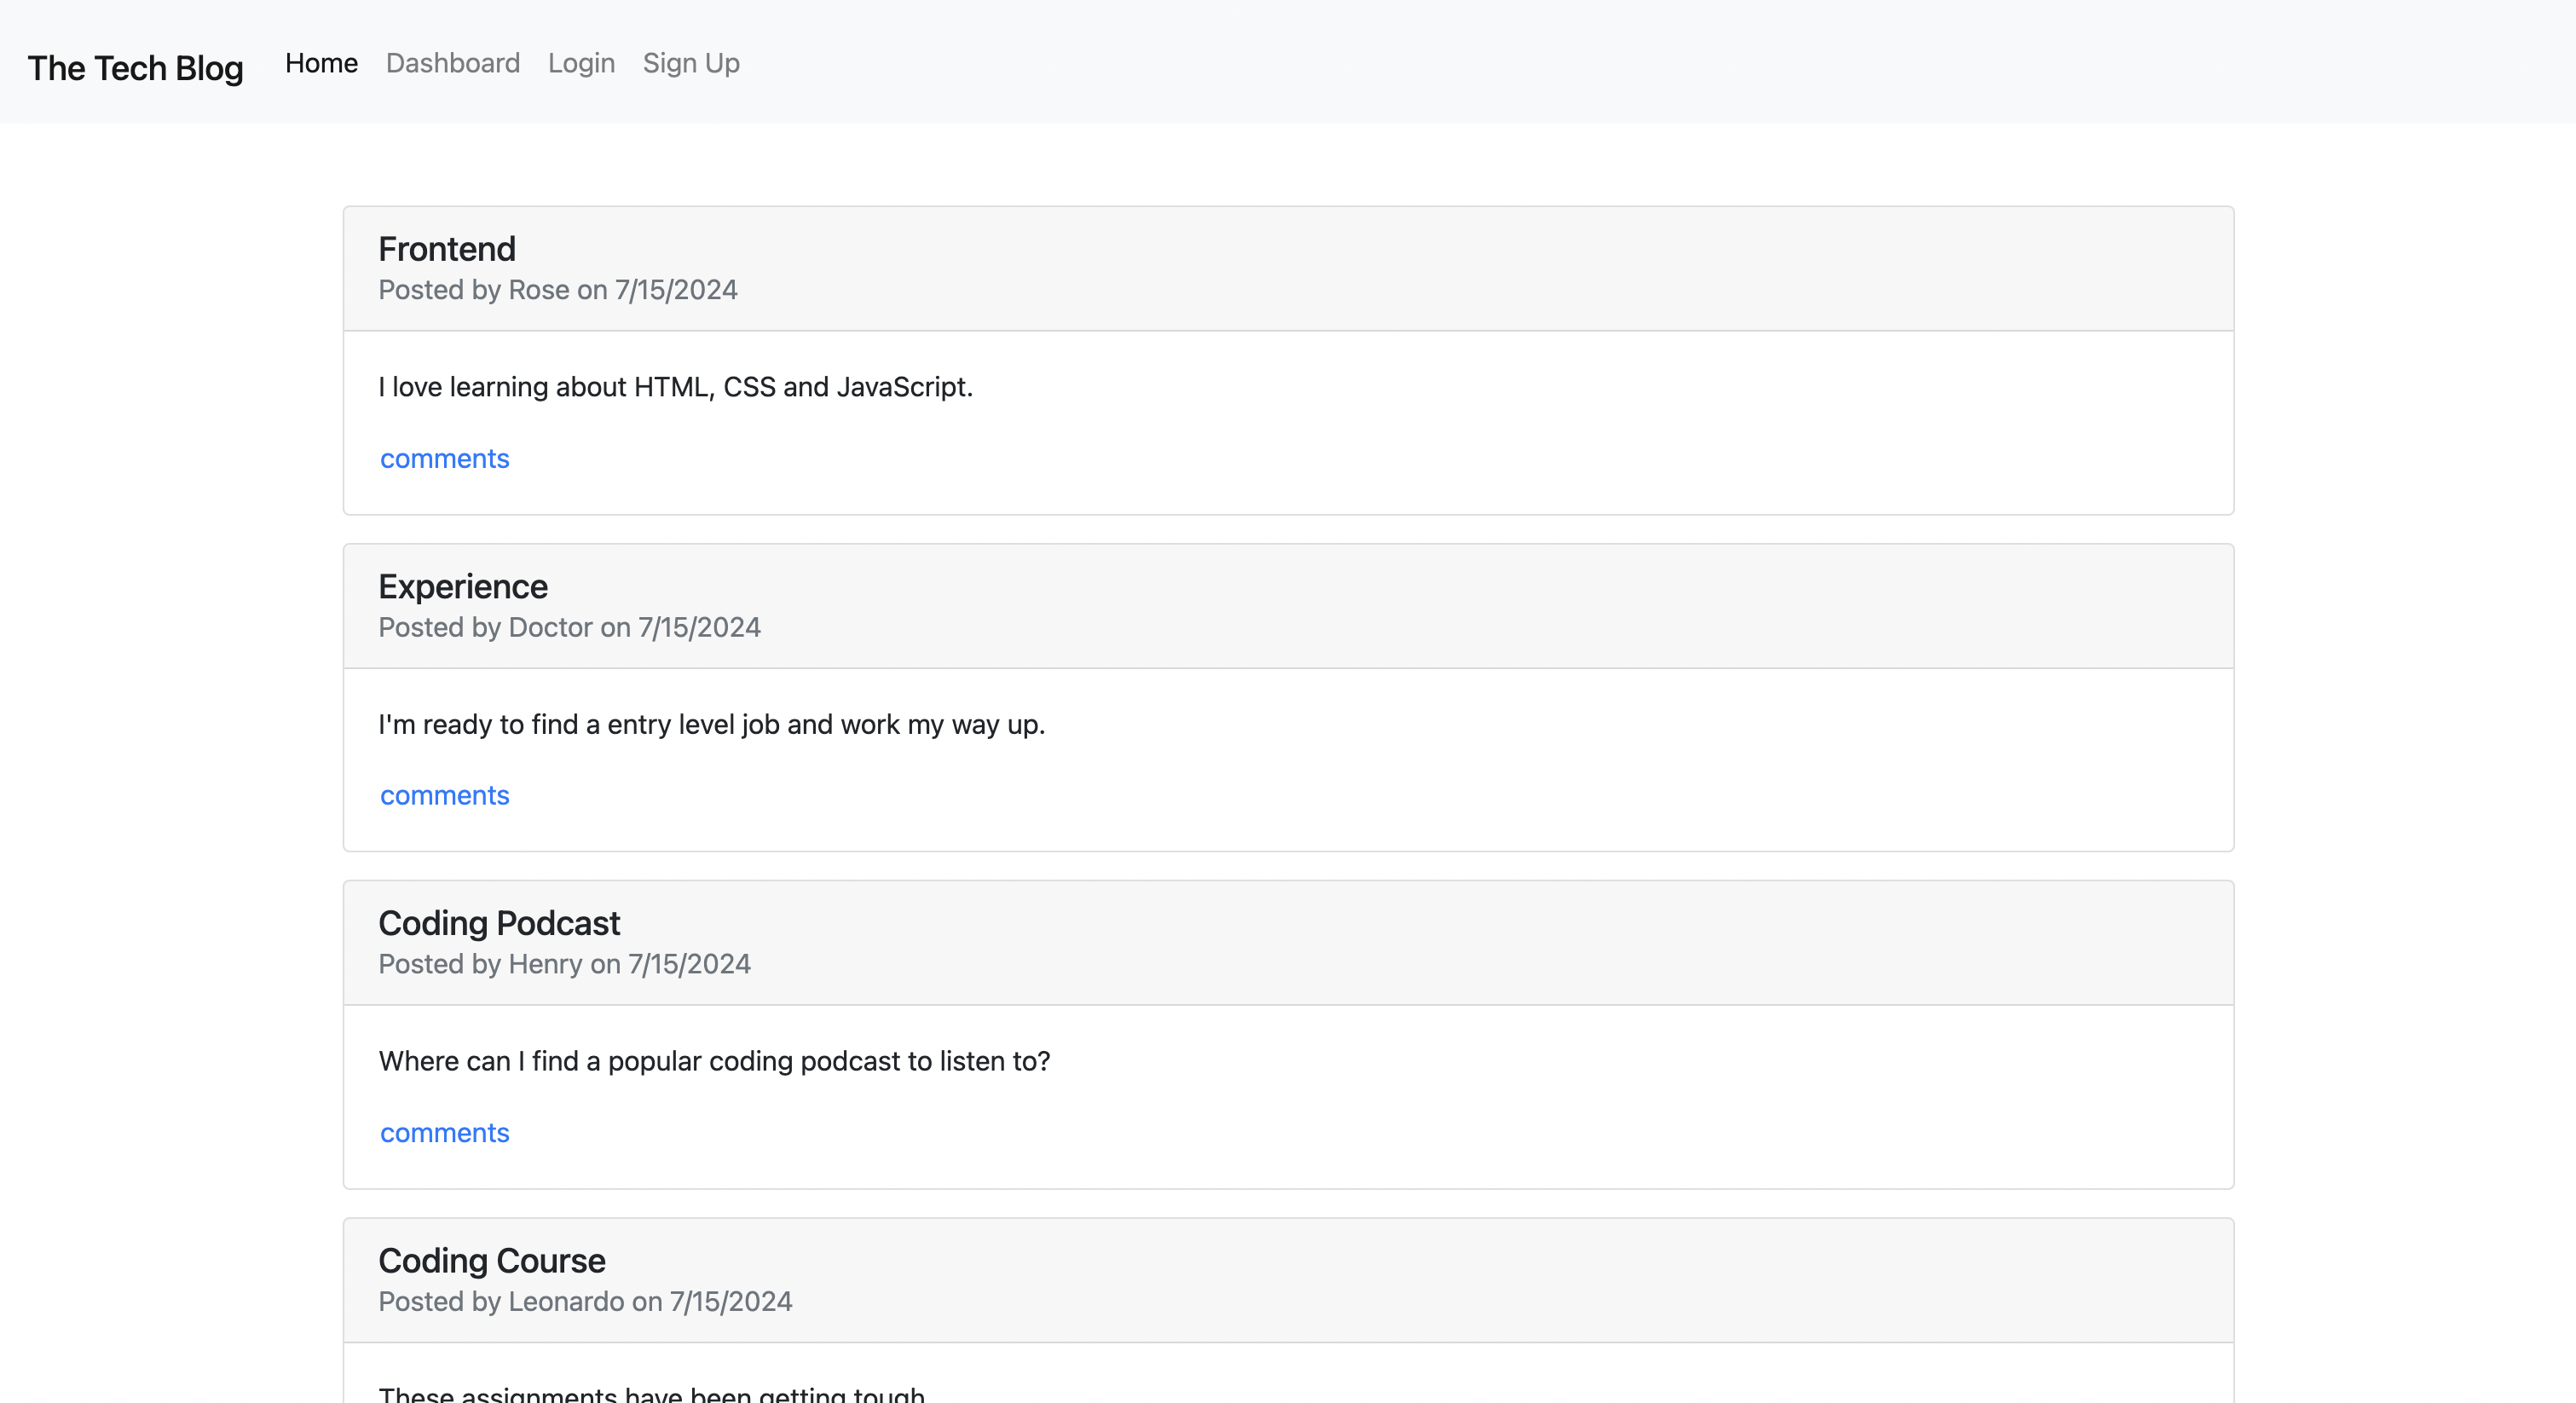 The Tech Blog Home Dashboard Login Sign Up
Frontend
Posted by Rose on 7/15/2024
I love learning about HTML, CSS and JavaScript.
comments
Experience
Posted by Doctor on 7/15/2024
I'm ready to find a entry level job and work my way up.
comments
Coding Podcast
Posted by Henry on 7/15/2024
Where can I find a popular coding podcast to listen to?
comments
Coding Course
Posted by Leonardo on 7/15/2024
These assignments have been getting tough